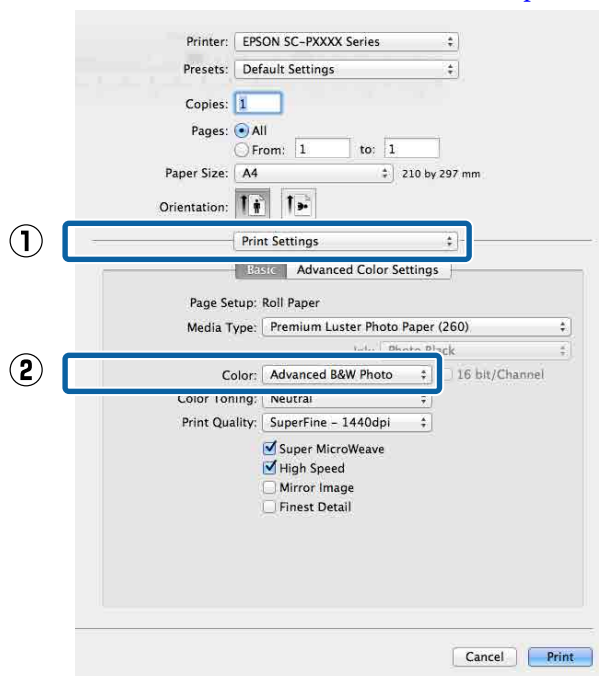 Printer: EPSON SC-PXXXX Series
Presets: Default Settings
Copies: 1
Pages: All
From: 1 to: 1
Paper Size: A4 210 by 297 mm
Orientation:
① Print Settings
Basic Advanced Color Settings
Page Setup: Roll Paper
Media Type: Premium Luster Photo Paper (260)
Ink: Photo Black
② Color: Advanced B&W Photo 16 bit/Channel
Color Toning: Neutral
Print Quality: SuperFine – 1440dpi
Super MicroWeave
High Speed
Mirror Image
Finest Detail
Cancel Print